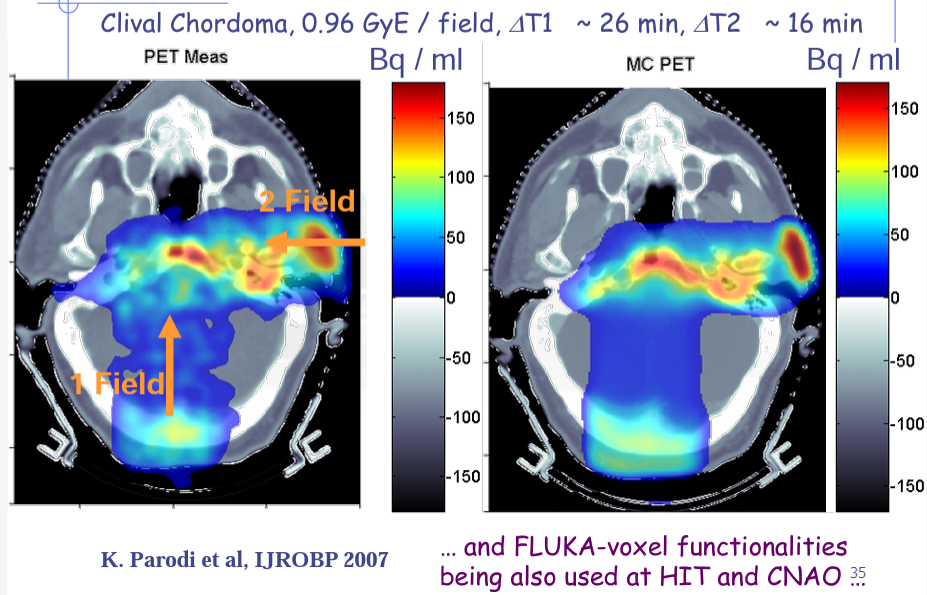 Clival Chordoma, 0.96 GyE / field, ΔT1 ~ 26 min, ΔT2 ~ 16 min
PET Meas
Bq / ml
MC PET
Bq / ml
150
100
50
0
-50
-100
-150
150
100
50
0
-50
-100
-150
2 Field
1 Field
K. Parodi et al, IJROBP 2007
... and FLUKA-voxel functionalities
being also used at HIT and CNAO ...
35